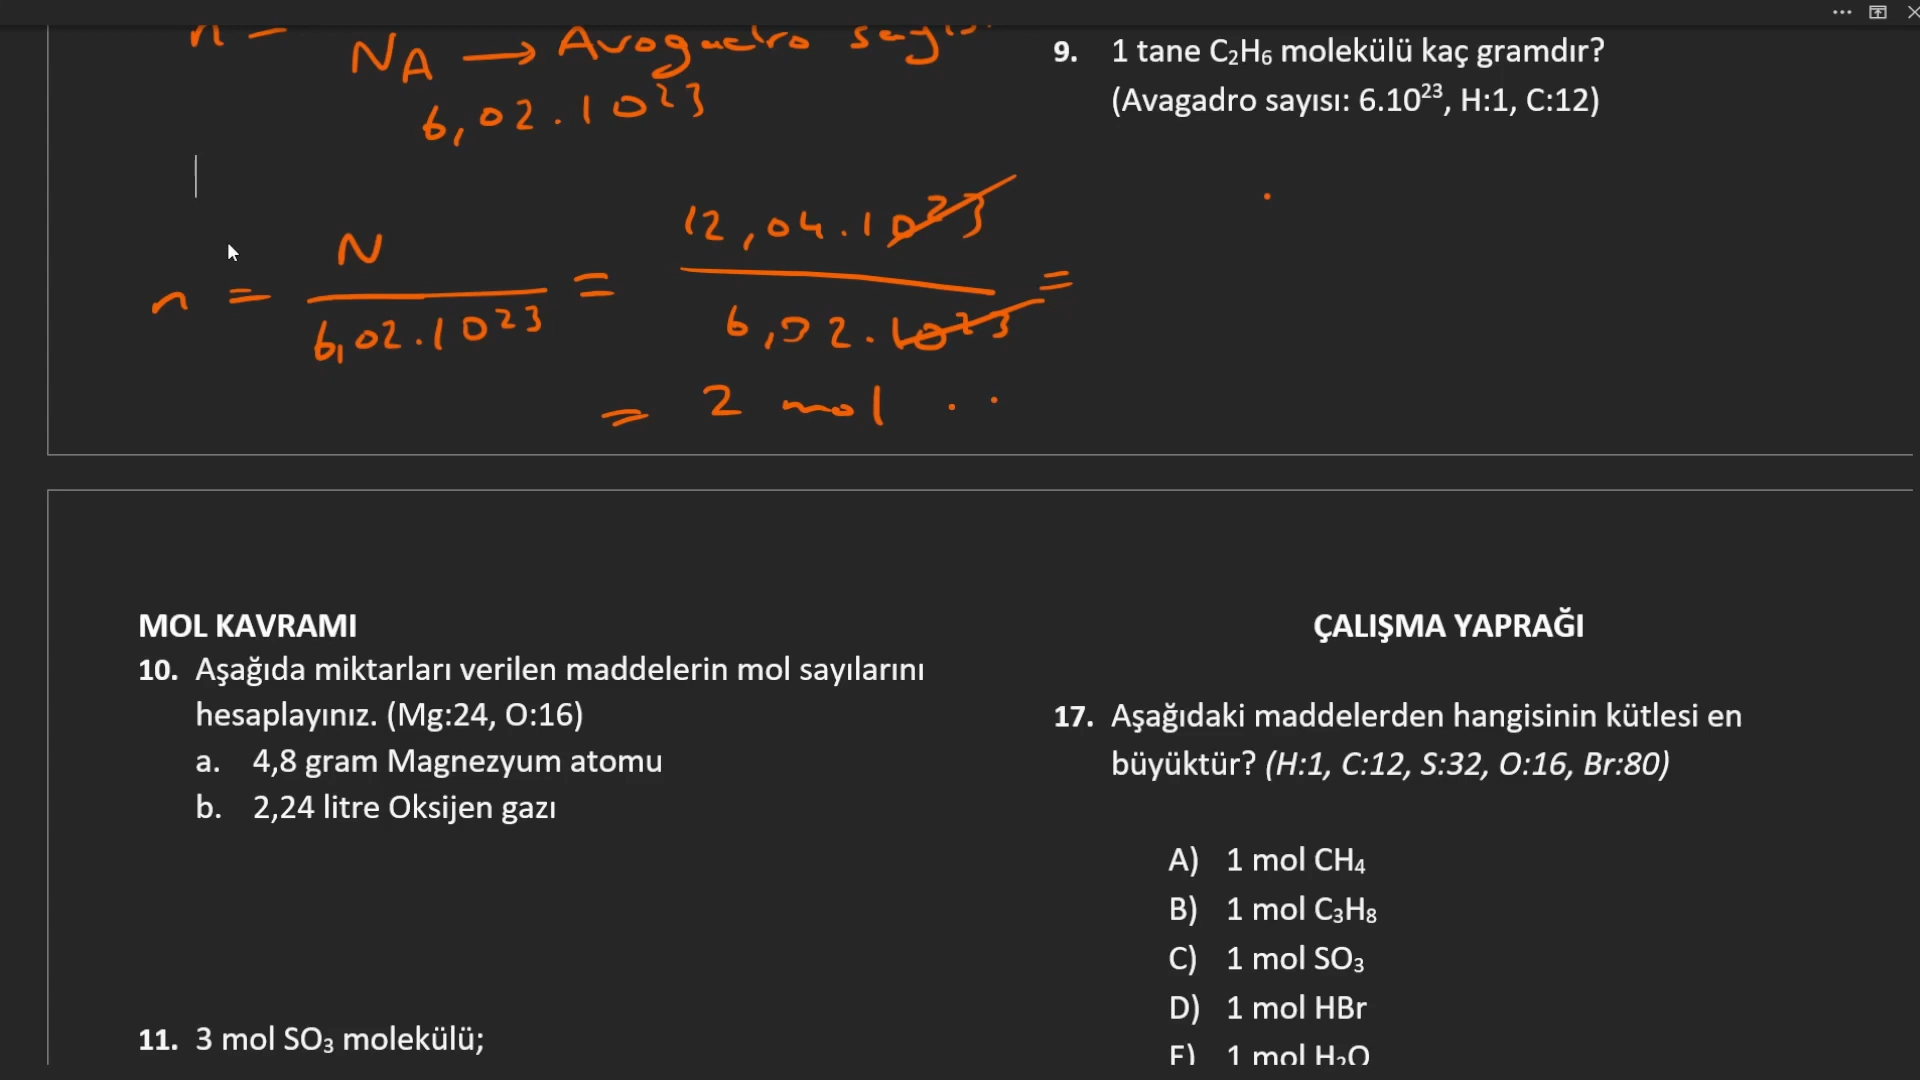 n =
NA → Avogadro sayısı
6,02.10²³
n = N / 6,02.10²³ = 12,04.10²³ / 6,02.10²³ =
= 2 mol ..
9. 1 tane C₂H₆ molekülü kaç gramdır?
(Avagadro sayısı: 6.10²³, H:1, C:12)
MOL KAVRAMI
10. Aşağıda miktarları verilen maddelerin mol sayılarını
hesaplayınız. (Mg:24, O:16)
a. 4,8 gram Magnezyum atomu
b. 2,24 litre Oksijen gazı
11. 3 mol SO₃ molekülü;
ÇALIŞMA YAPRAĞI
17. Aşağıdaki maddelerden hangisinin kütlesi en
büyüktür? (H:1, C:12, S:32, O:16, Br:80)
A) 1 mol CH₄
B) 1 mol C₃H₈
C) 1 mol SO₃
D) 1 mol HBr
E) 1 mol H₂O